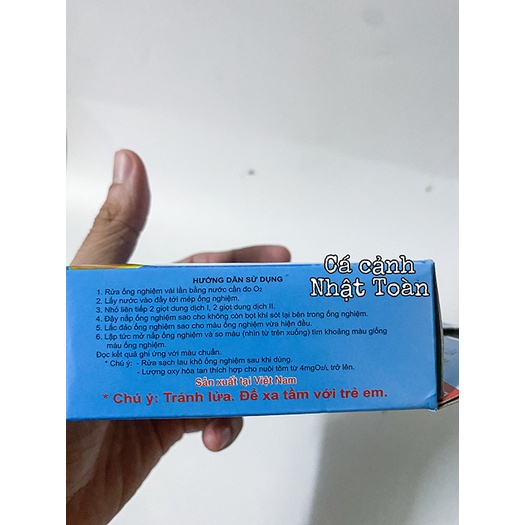 Cá cảnh
Nhật Toàn
HƯỚNG DẪN SỬ DỤNG
1. Rửa ống nghiệm vài lần bằng nước cần đo O2
2. Lấy nước vào đầy tới mép ống nghiệm.
3. Nhỏ liên tiếp 2 giọt dung dịch I, 2 giọt dung dịch II.
4. Đậy nắp ống nghiệm sao cho không còn bọt khí sót lại bên trong ống nghiệm.
5. Lắc đảo ống nghiệm sao cho màu ống nghiệm vừa hiện đều.
6. Lập tức mở nắp ống nghiệm và so màu (nhìn từ trên xuống) tìm khoảng màu giống
màu ống nghiệm.
Đọc kết quả ghi ứng với màu chuẩn.
* Chú ý: - Rửa sạch lau khô ống nghiệm sau khi dùng.
- Lượng oxy hòa tan thích hợp cho nuôi tôm từ 4mgO2/L trở lên.
Sản xuất tại Việt Nam
* Chú ý: Tránh lửa. Để xa tầm với trẻ em.